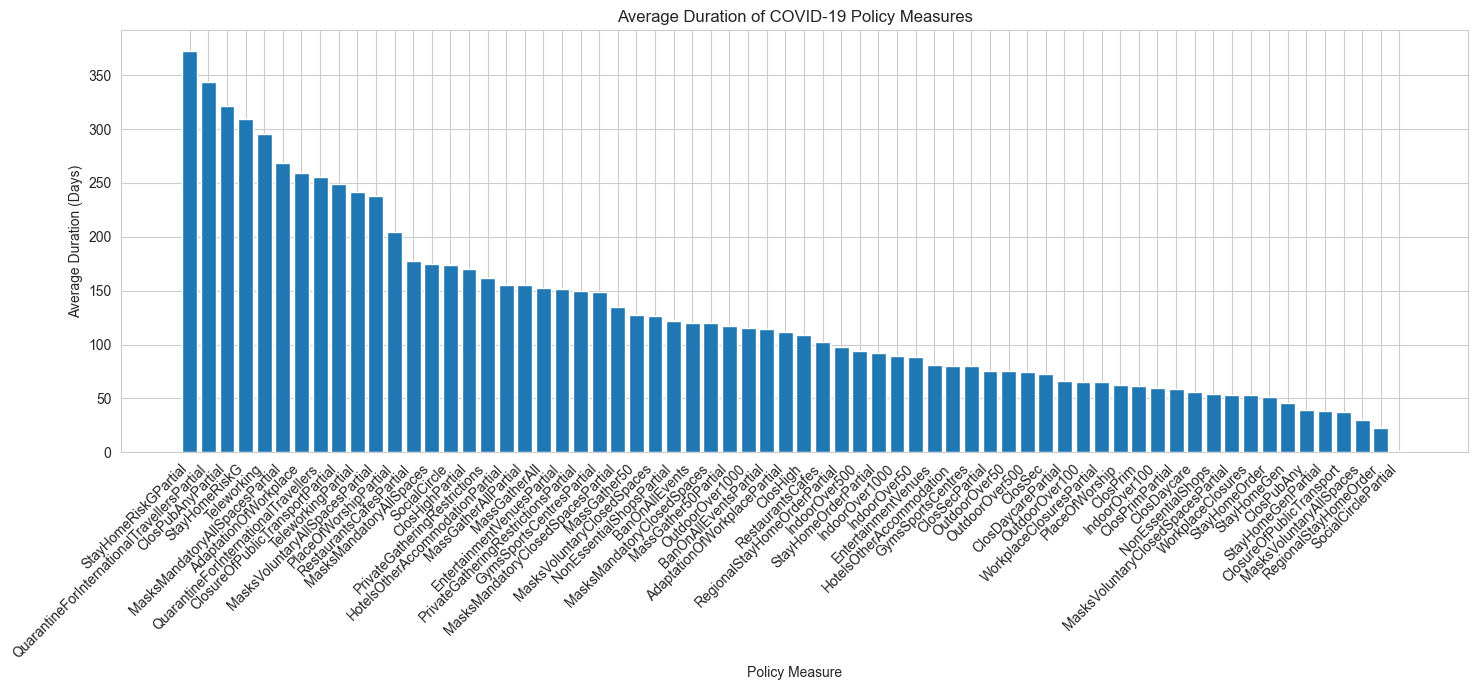 Average Duration of COVID-19 Policy Measures
Average Duration (Days)
350
300
250
200
150
100
50
0
StayHomeRiskGPartial
QuarantineForInternationalTravellersPartial
ClosPubAnyPartial
StayHomeRiskG
Teleworking
MasksMandatoryAllSpacesPartial
AdaptationOfWorkplace
QuarantineForInternationalTravellers
ClosureOfPublicTransportPartial
TeleworkingPartial
MasksVoluntaryAllSpacesPartial
PlaceOfWorshipPartial
RestaurantsCafesPartial
MasksMandatoryAllSpaces
SocialCircle
ClosHighPartial
PrivateGatheringRestrictions
HotelsOtherAccommodationPartial
MassGatherAllPartial
MassGatherAll
EntertainmentVenuesPartial
PrivateGatheringRestrictionsPartial
GymsSportsCentresPartial
MasksMandatoryClosedSpacesPartial
MassGather50
MasksVoluntaryClosedSpaces
NonEssentialShopsPartial
BanOnAllEvents
MasksMandatoryClosedSpaces
MassGather50Partial
OutdoorOver1000
BanOnAllEventsPartial
AdaptationOfWorkplacePartial
ClosHigh
RestaurantsCafes
RegionalStayHomeOrderPartial
IndoorOver500
StayHomeOrderPartial
IndoorOver1000
IndoorOver50
EntertainmentVenues
HotelsOtherAccommodation
GymsSportsCentres
ClosSecPartial
OutdoorOver50
OutdoorOver500
ClosSec
ClosDaycarePartial
OutdoorOver100
WorkplaceClosuresPartial
PlaceOfWorship
ClosPrim
IndoorOver100
ClosPrimPartial
ClosDaycare
NonEssentialShops
MasksVoluntaryClosedSpacesPartial
WorkplaceClosures
StayHomeOrder
StayHomeGen
ClosPubAny
StayHomeGenPartial
ClosureOfPublicTransport
MasksVoluntaryAllSpaces
RegionalStayHomeOrder
SocialCirclePartial
Policy Measure